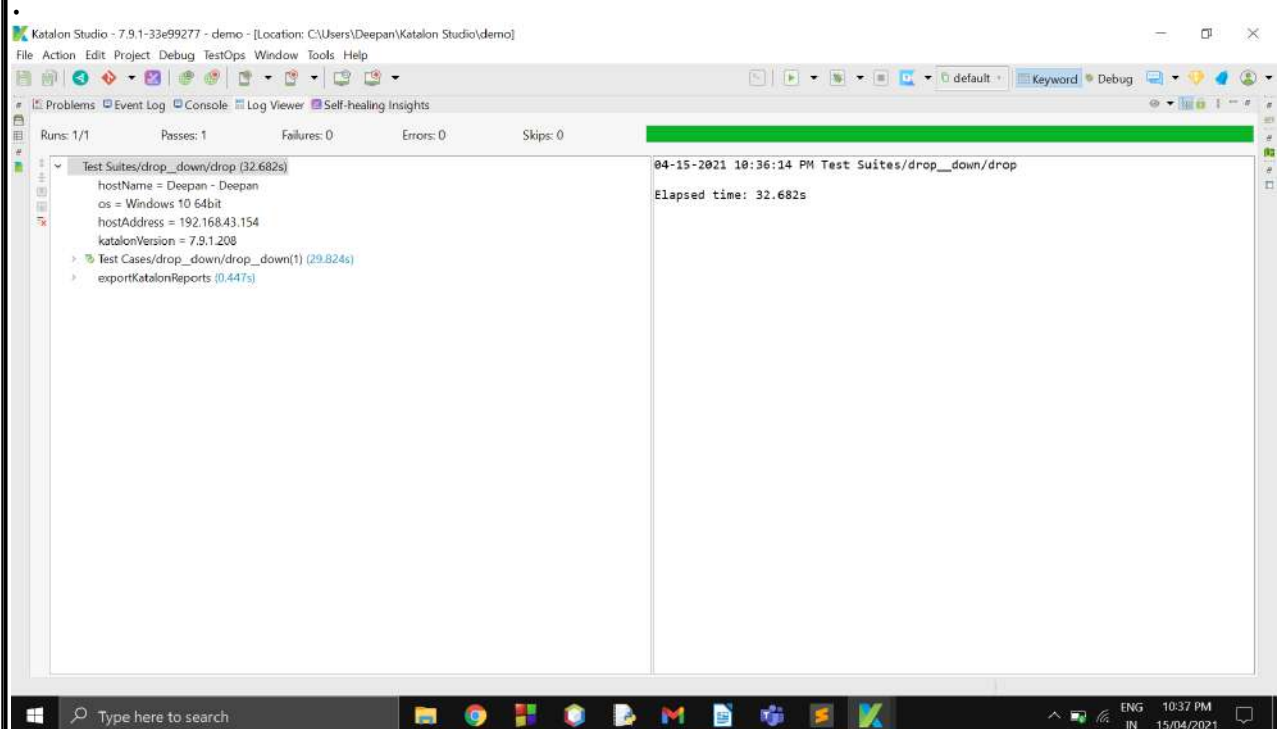 Katalon Studio - 7.9.1-33e99277 - demo - [Location: C:\Users\Deepan\Katalon Studio\demo]
File Action Edit Project Debug TestOps Window Tools Help
default Keyword Debug
Problems Event Log Console Log Viewer Self-healing Insights
Runs: 1/1 Passes: 1 Failures: 0 Errors: 0 Skips: 0
Test Suites/drop__down/drop (32.682s)
hostName = Deepan - Deepan
os = Windows 10 64bit
hostAddress = 192.168.43.154
katalonVersion = 7.9.1.208
Test Cases/drop__down/drop__down(1) (29.824s)
exportKatalonReports (0.447s)
04-15-2021 10:36:14 PM Test Suites/drop__down/drop
Elapsed time: 32.682s
Type here to search
ENG 10:37 PM
IN 15/04/2021